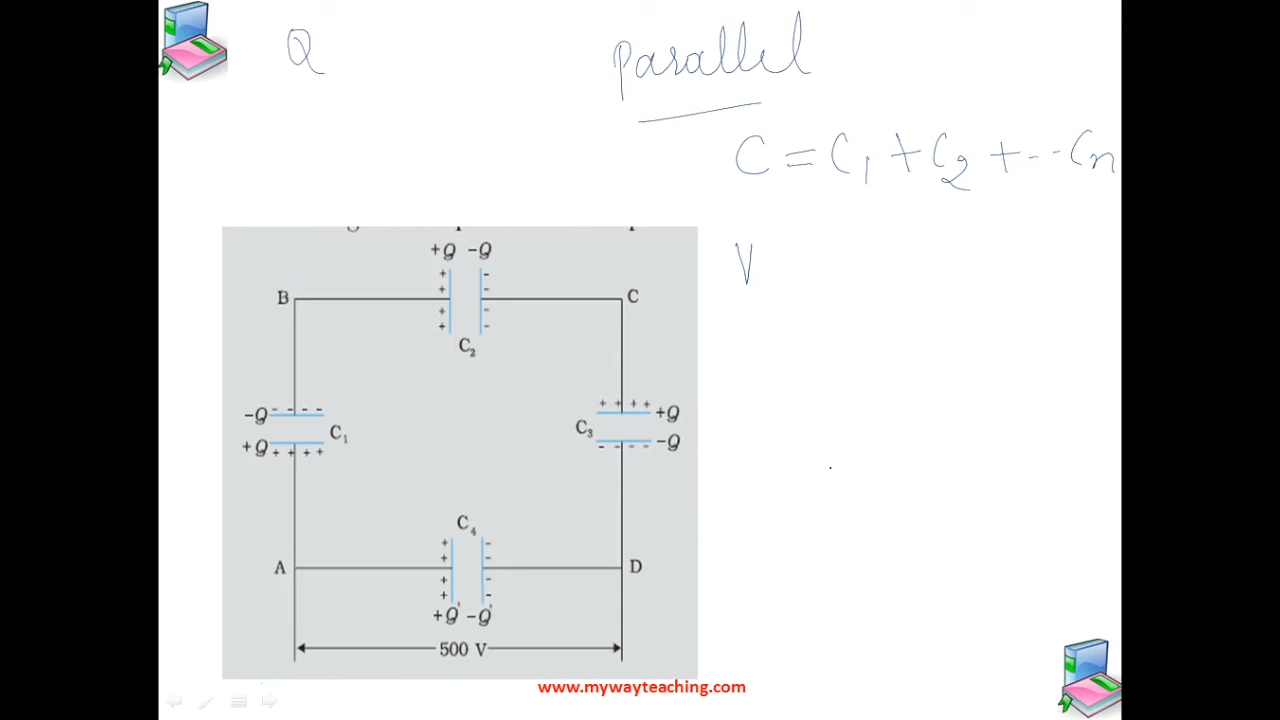 Q
Parallel
C = C1 + C2 + -- Cn
V
+Q -Q
B
C
C2
-Q
+Q
C1
C3
+Q
-Q
C4
A
D
+Q' -Q'
500 V
www.mywayteaching.com